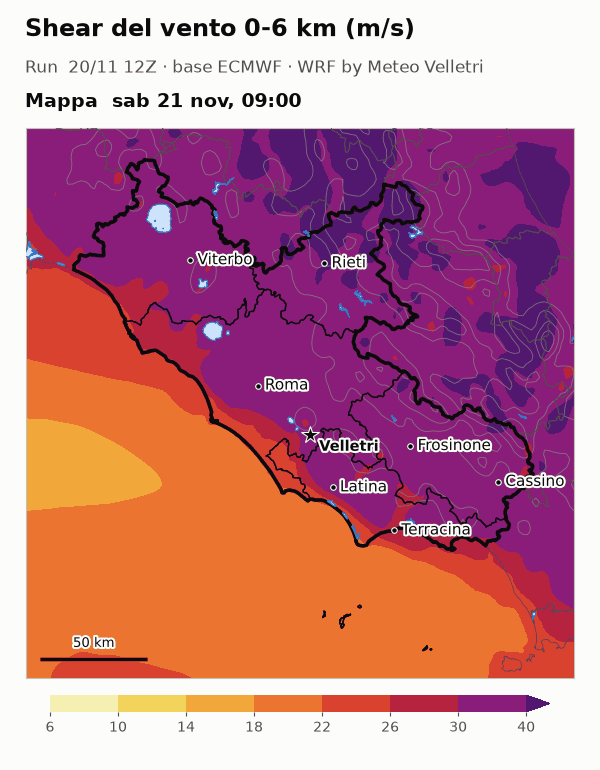 Shear del vento 0-6 km (m/s)
Run  20/11 12Z · base ECMWF · WRF by Meteo Velletri
Mappa  sab 21 nov, 09:00
Viterbo
Rieti
Roma
Velletri
Frosinone
Cassino
Latina
Terracina
50 km
6 10 14 18 22 26 30 40